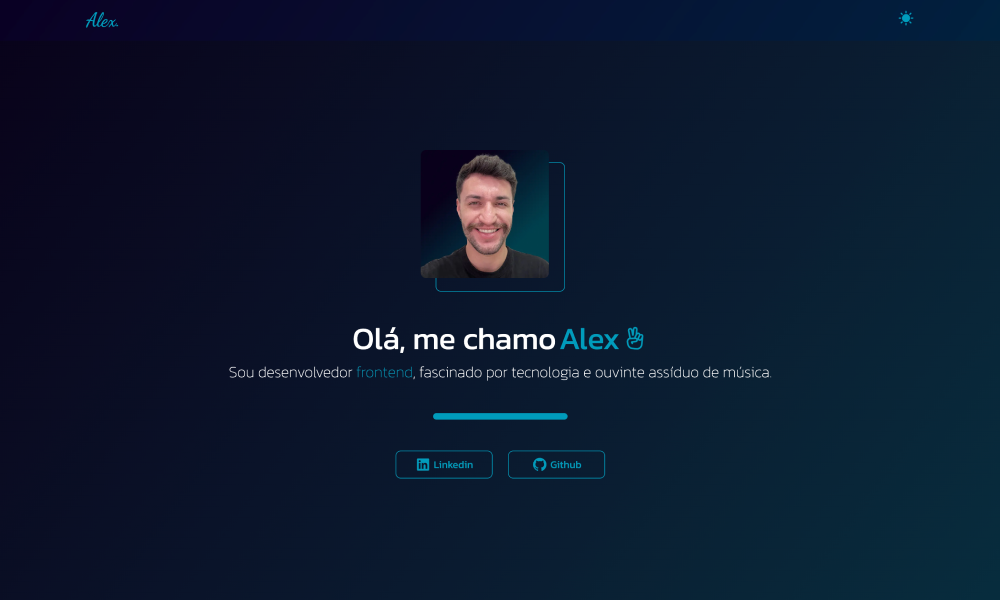 Alex.
Olá, me chamo Alex
Sou desenvolvedor frontend, fascinado por tecnologia e ouvinte assíduo de música.
Linkedin
Github